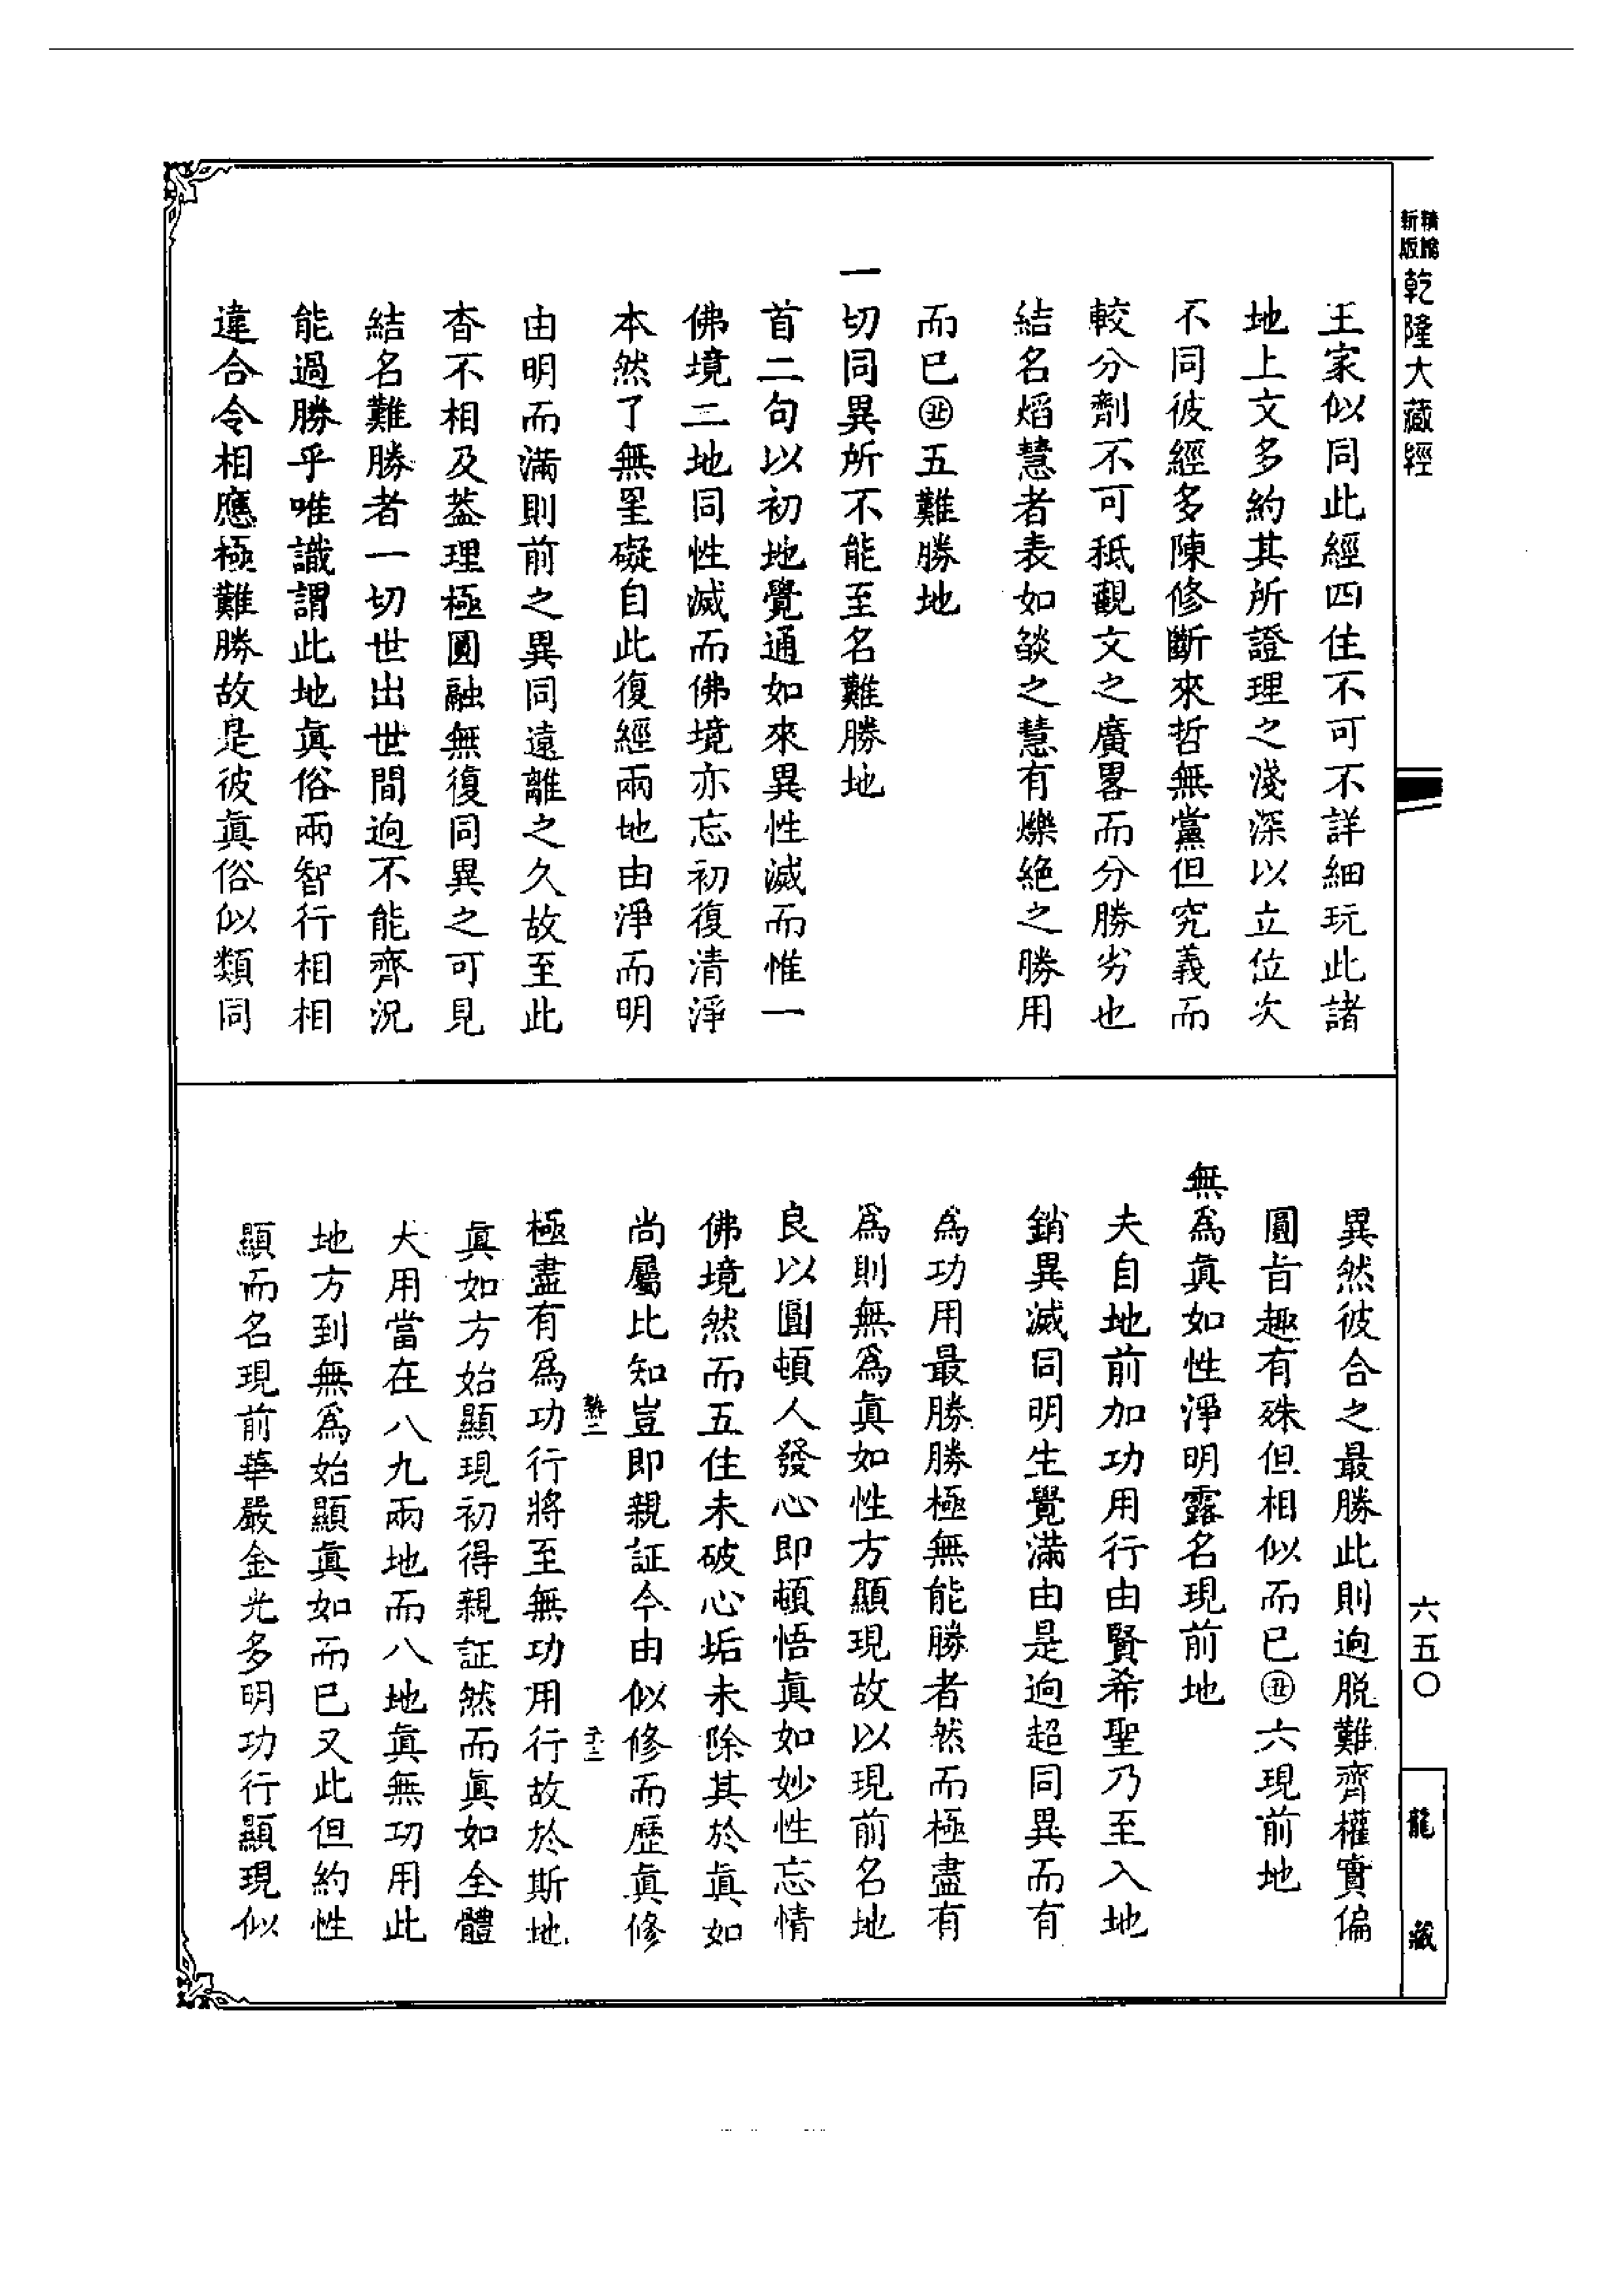 精縮新版
乾隆大藏經
王家似同此經四住不可不詳細玩此諸
地上文多約其所證理之淺深以立位次
不同彼經多陳修斷來哲無黨但究義而
較分劑不可秖觀文之廣畧而分勝劣也
結名焰慧者表如燄之慧有爍絕之勝用
而已㊄五難勝地
一切同異所不能至名難勝地
首二句以初地覺通如來異性滅而惟一
佛境二地同性滅而佛境亦忘初復清淨
本然了無罣礙自此復經兩地由淨而明
由明而滿則前之異同遠離之久故至此
杳不相及葢理極圓融無復同異之可見
結名難勝者一切世出世間逈不能齊況
能過勝乎唯識謂此地眞俗兩智行相相
違合令相應極難勝故是彼眞俗似類同
異然彼合之最勝此則逈脫難齊權實偏
圓旨趣有殊但相似而已丑六現前地
無爲眞如性淨明露名現前地
夫自地前加功用行由賢希聖乃至入地
銷異滅同明生覺滿由是逈超同異而有
爲功用最勝勝極無能勝者然而極盡有
爲則無爲眞如性方顯現故以現前名地
良以圓頓人發心即頓悟眞如妙性忘情
佛境然而五住未破心垢未除其於眞如
尚屬比知豈即親証今由似修而歷眞修
極盡有爲功行將至無功用行故於斯地
眞如方始顯現初得親証然而眞如全體
大用當在八九兩地而八地眞無功用此
地方到無爲始顯眞如而已又此但約性
顯而名現前華嚴金光多明功行顯現似
六五〇
龍藏